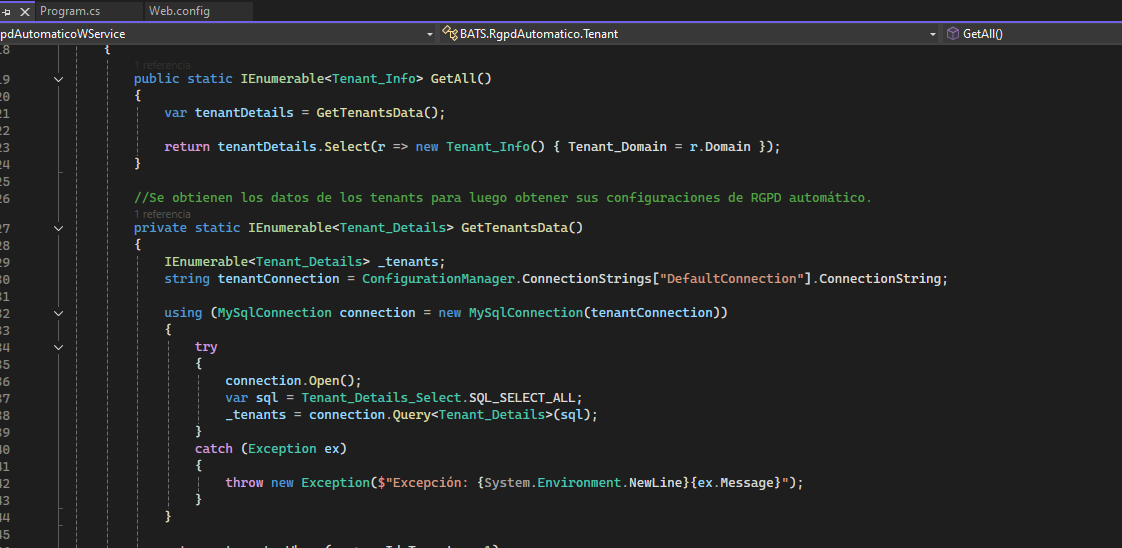 Program.cs Web.config
pdAutomaticoWService BATS.RgpdAutomatico.Tenant GetAll()
18 {
1 referencia
19 public static IEnumerable<Tenant_Info> GetAll()
20 {
21 var tenantDetails = GetTenantsData();
22
23 return tenantDetails.Select(r => new Tenant_Info() { Tenant_Domain = r.Domain });
24 }
25
26 //Se obtienen los datos de los tenants para luego obtener sus configuraciones de RGPD automático.
1 referencia
27 private static IEnumerable<Tenant_Details> GetTenantsData()
28 {
29 IEnumerable<Tenant_Details> _tenants;
30 string tenantConnection = ConfigurationManager.ConnectionStrings["DefaultConnection"].ConnectionString;
31
32 using (MySqlConnection connection = new MySqlConnection(tenantConnection))
33 {
34 try
35 {
36 connection.Open();
37 var sql = Tenant_Details_Select.SQL_SELECT_ALL;
38 _tenants = connection.Query<Tenant_Details>(sql);
39 }
40 catch (Exception ex)
41 {
42 throw new Exception($"Excepción: {System.Environment.NewLine}{ex.Message}");
43 }
44 }
45